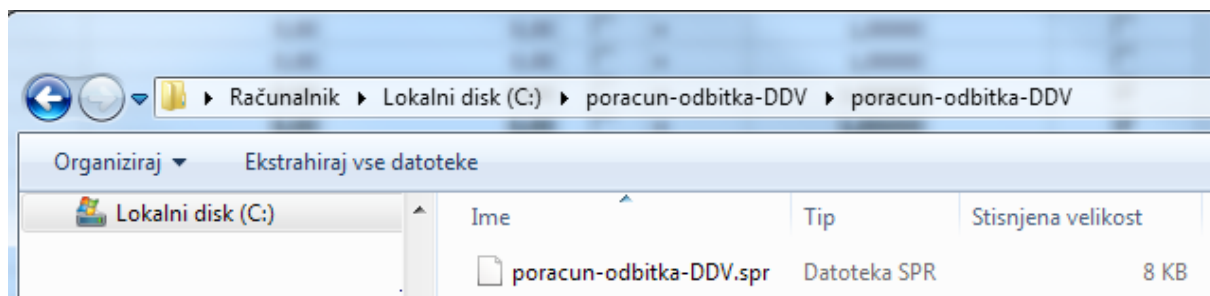 Računalnik ▸ Lokalni disk (C:) ▸ poracun-odbitka-DDV ▸ poracun-odbitka-DDV
Organiziraj Ekstrahiraj vse datoteke
Lokalni disk (C:)
Ime Tip Stisnjena velikost
poracun-odbitka-DDV.spr Datoteka SPR 8 KB